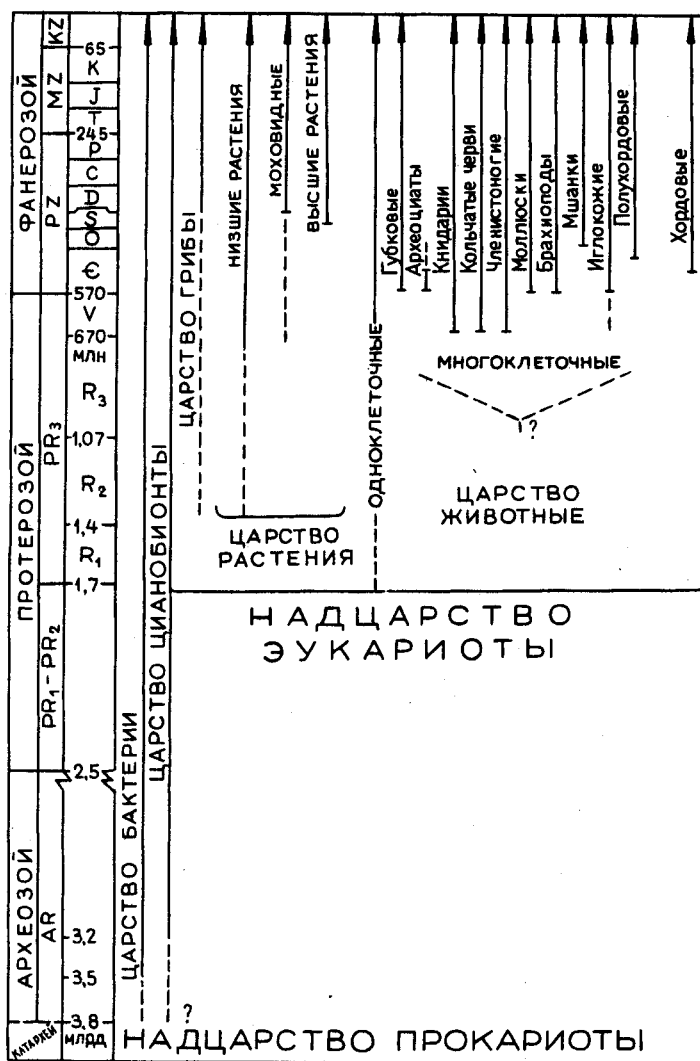 ФАНЕРОЗОЙ
ПРОТЕРОЗОЙ
АРХЕОЗОЙ
КАТАРХЕЙ
KZ
MZ
PZ
PR₃
PR₁-PR₂
AR
65
K
J
T
245
P
C
D
S
O
Є
570
V
670
МЛН
R₃
1,07
R₂
1,4
R₁
1,7
2,5
3,2
3,5
3,8
МЛРД
ЦАРСТВО БАКТЕРИИ
ЦАРСТВО ЦИАНОБИОНТЫ
ЦАРСТВО ГРИБЫ
НИЗШИЕ РАСТЕНИЯ
МОХОВИДНЫЕ
ВЫСШИЕ РАСТЕНИЯ
ЦАРСТВО
РАСТЕНИЯ
ОДНОКЛЕТОЧНЫЕ
Губковые
Археоциаты
Книдарии
Кольчатые черви
Членистоногие
Моллюски
Брахиоподы
Мшанки
Иглокожие
Полухордовые
Хордовые
МНОГОКЛЕТОЧНЫЕ
?
ЦАРСТВО
ЖИВОТНЫЕ
НАДЦАРСТВО
ЭУКАРИОТЫ
?
НАДЦАРСТВО ПРОКАРИОТЫ